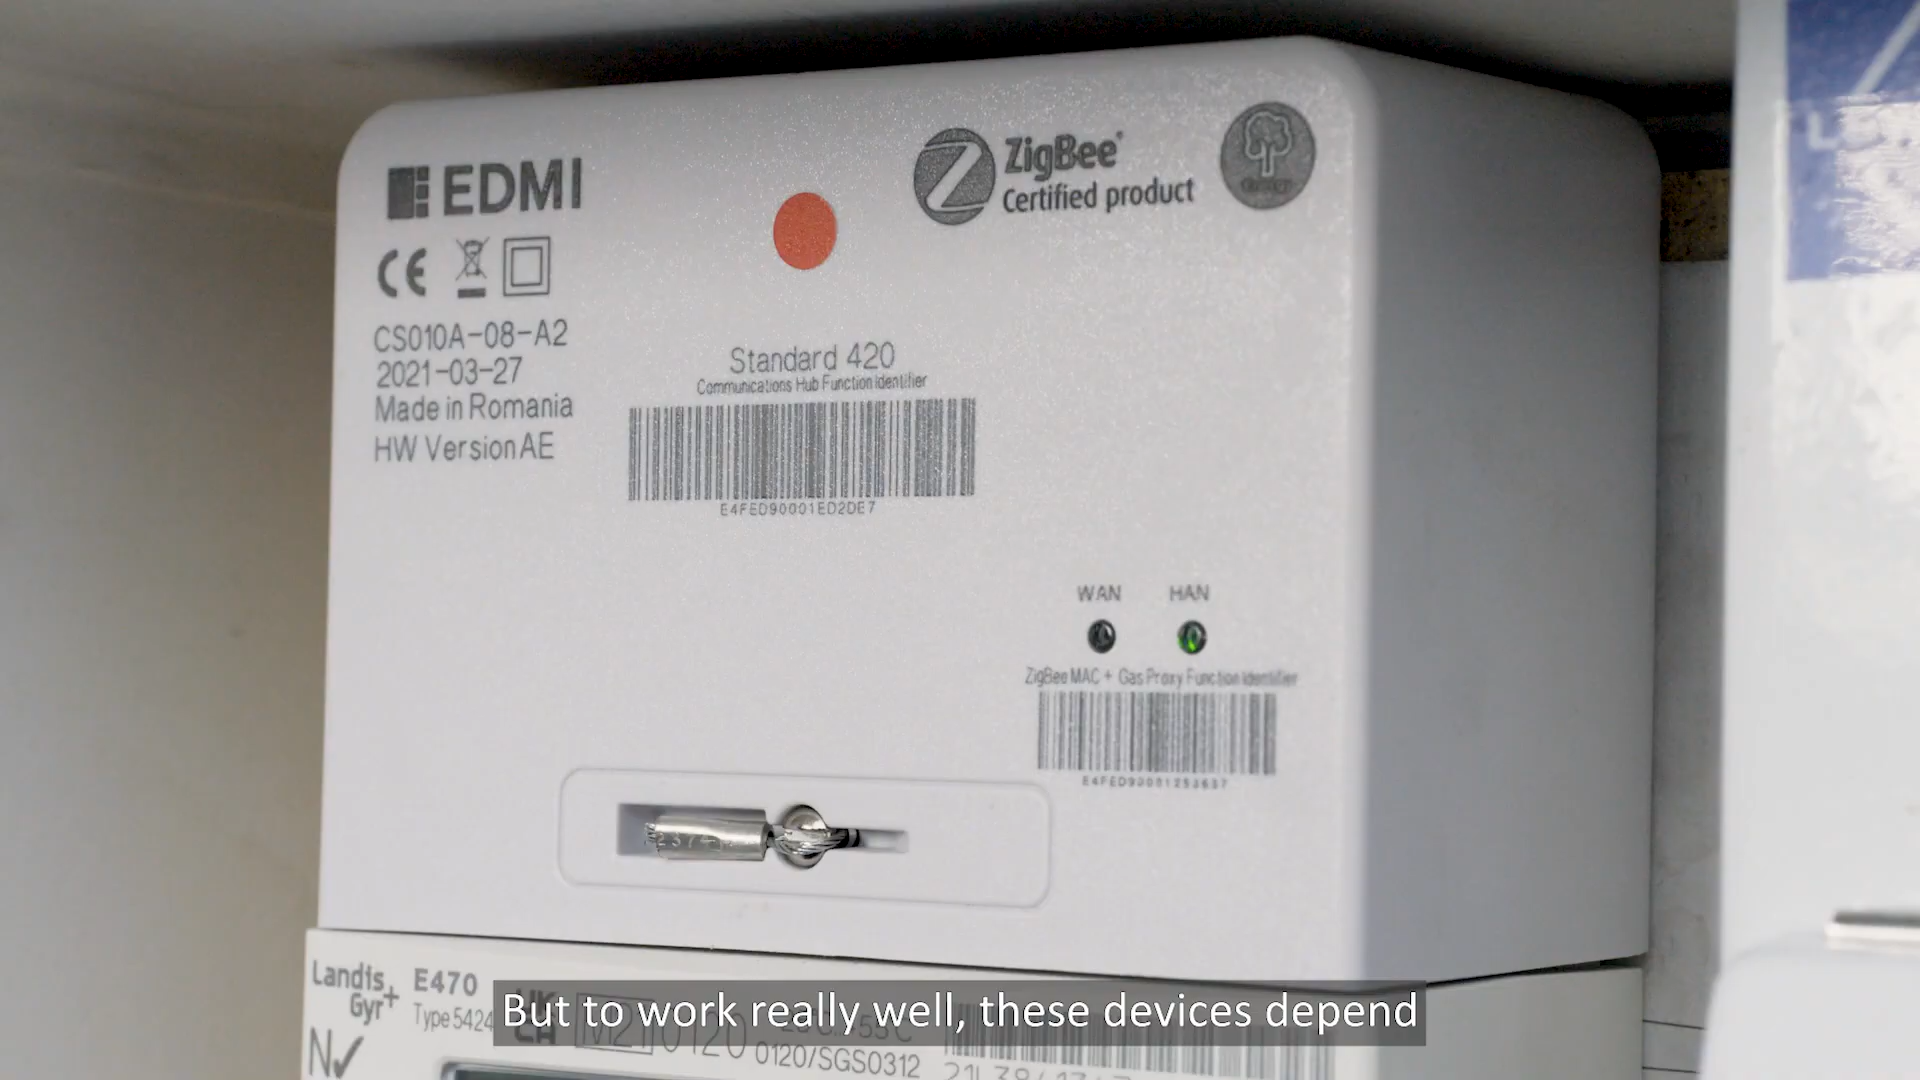 EDMI
ZigBee
Certified product
CE
CS010A-08-A2
2021-03-27
Made in Romania
HW Version AE
Standard 420
Communications Hub Function Identifier
E4FED90001ED2DE7
WAN HAN
ZigBee MAC + Gas Proxy Function Identifier
Landis
Gyr+
E470
Type 5424
0120/SGS0312
But to work really well, these devices depend